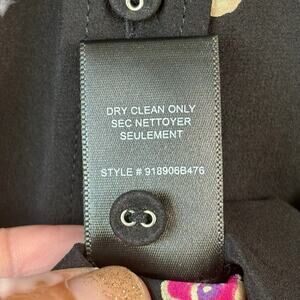 DRY CLEAN ONLY
SEC NETTOYER
SEULEMENT
STYLE # 918906B476